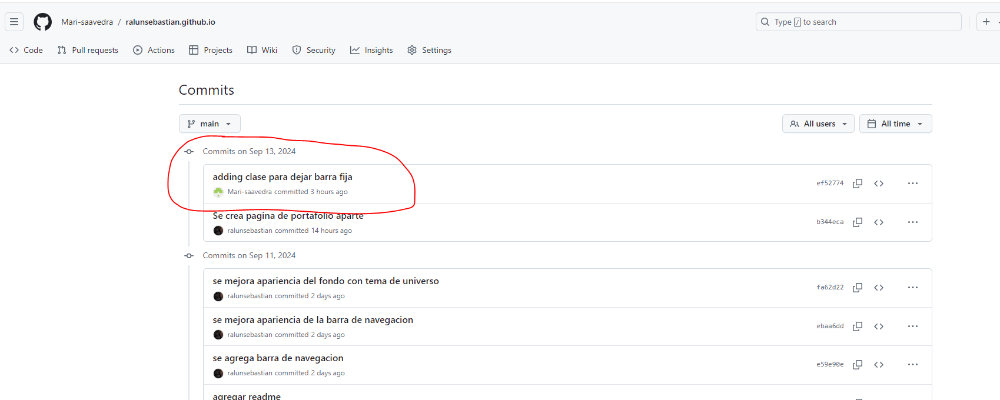 Mari-saavedra / ralunsebastian.github.io
Type / to search
Code Pull requests Actions Projects Wiki Security Insights Settings
Commits
main
All users All time
Commits on Sep 13, 2024
adding clase para dejar barra fija
Mari-saavedra committed 3 hours ago
ef52774
Se crea pagina de portafolio aparte
ralunsebastian committed 14 hours ago
b344eca
Commits on Sep 11, 2024
se mejora apariencia del fondo con tema de universo
ralunsebastian committed 2 days ago
fa62d22
se mejora apariencia de la barra de navegacion
ralunsebastian committed 2 days ago
ebaa6dd
se agrega barra de navegacion
ralunsebastian committed 2 days ago
e59e90e
agregar readme